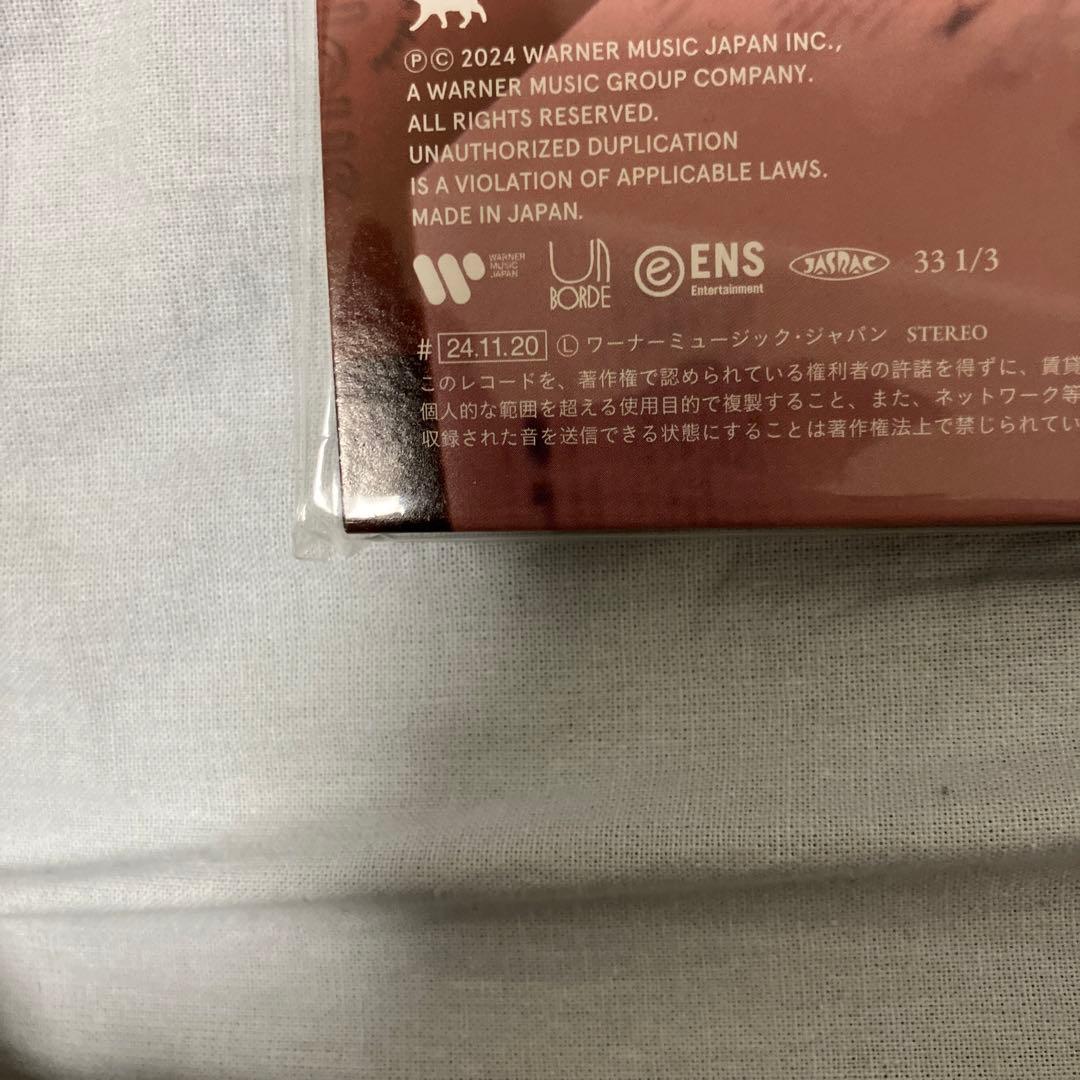 Ⓟ© 2024 WARNER MUSIC JAPAN INC.,
A WARNER MUSIC GROUP COMPANY.
ALL RIGHTS RESERVED.
UNAUTHORIZED DUPLICATION
IS A VIOLATION OF APPLICABLE LAWS.
MADE IN JAPAN.
WARNER MUSIC JAPAN UNBORDE e ENS Entertainment JASRAC 33 1/3
# 24.11.20 Ⓛ ワーナーミュージック・ジャパン STEREO
このレコードを、著作権で認められている権利者の許諾を得ずに、賃貸
個人的な範囲を超える使用目的で複製すること、また、ネットワーク等
収録された音を送信できる状態にすることは著作権法上で禁じられてい